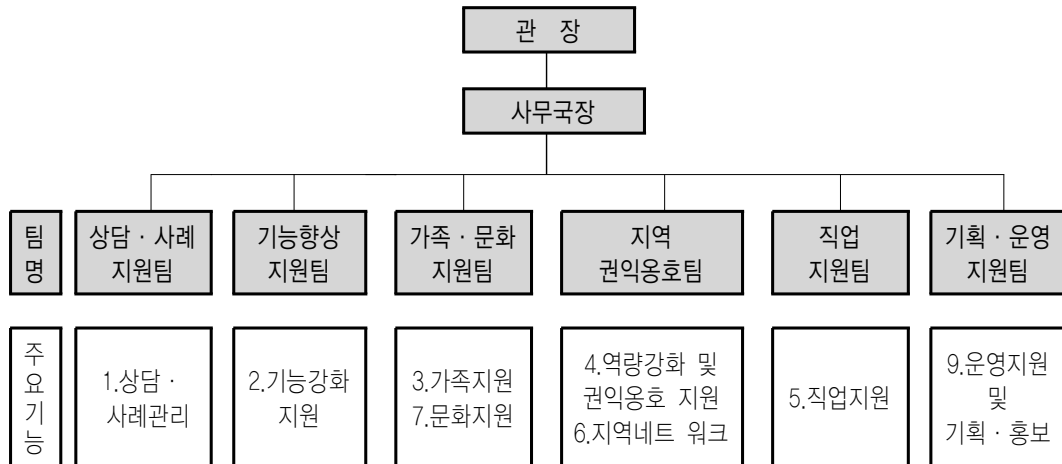 관 장
사무국장
팀
명
상담 · 사례
지원팀
기능향상
지원팀
가족 · 문화
지원팀
지역
권익옹호팀
직업
지원팀
기획 · 운영
지원팀
주
요
기
능
1.상담 ·
사례관리
2.기능강화
지원
3.가족지원
7.문화지원
4.역량강화 및
권익옹호 지원
6.지역네트 워크
5.직업지원
9.운영지원
및
기획 · 홍보